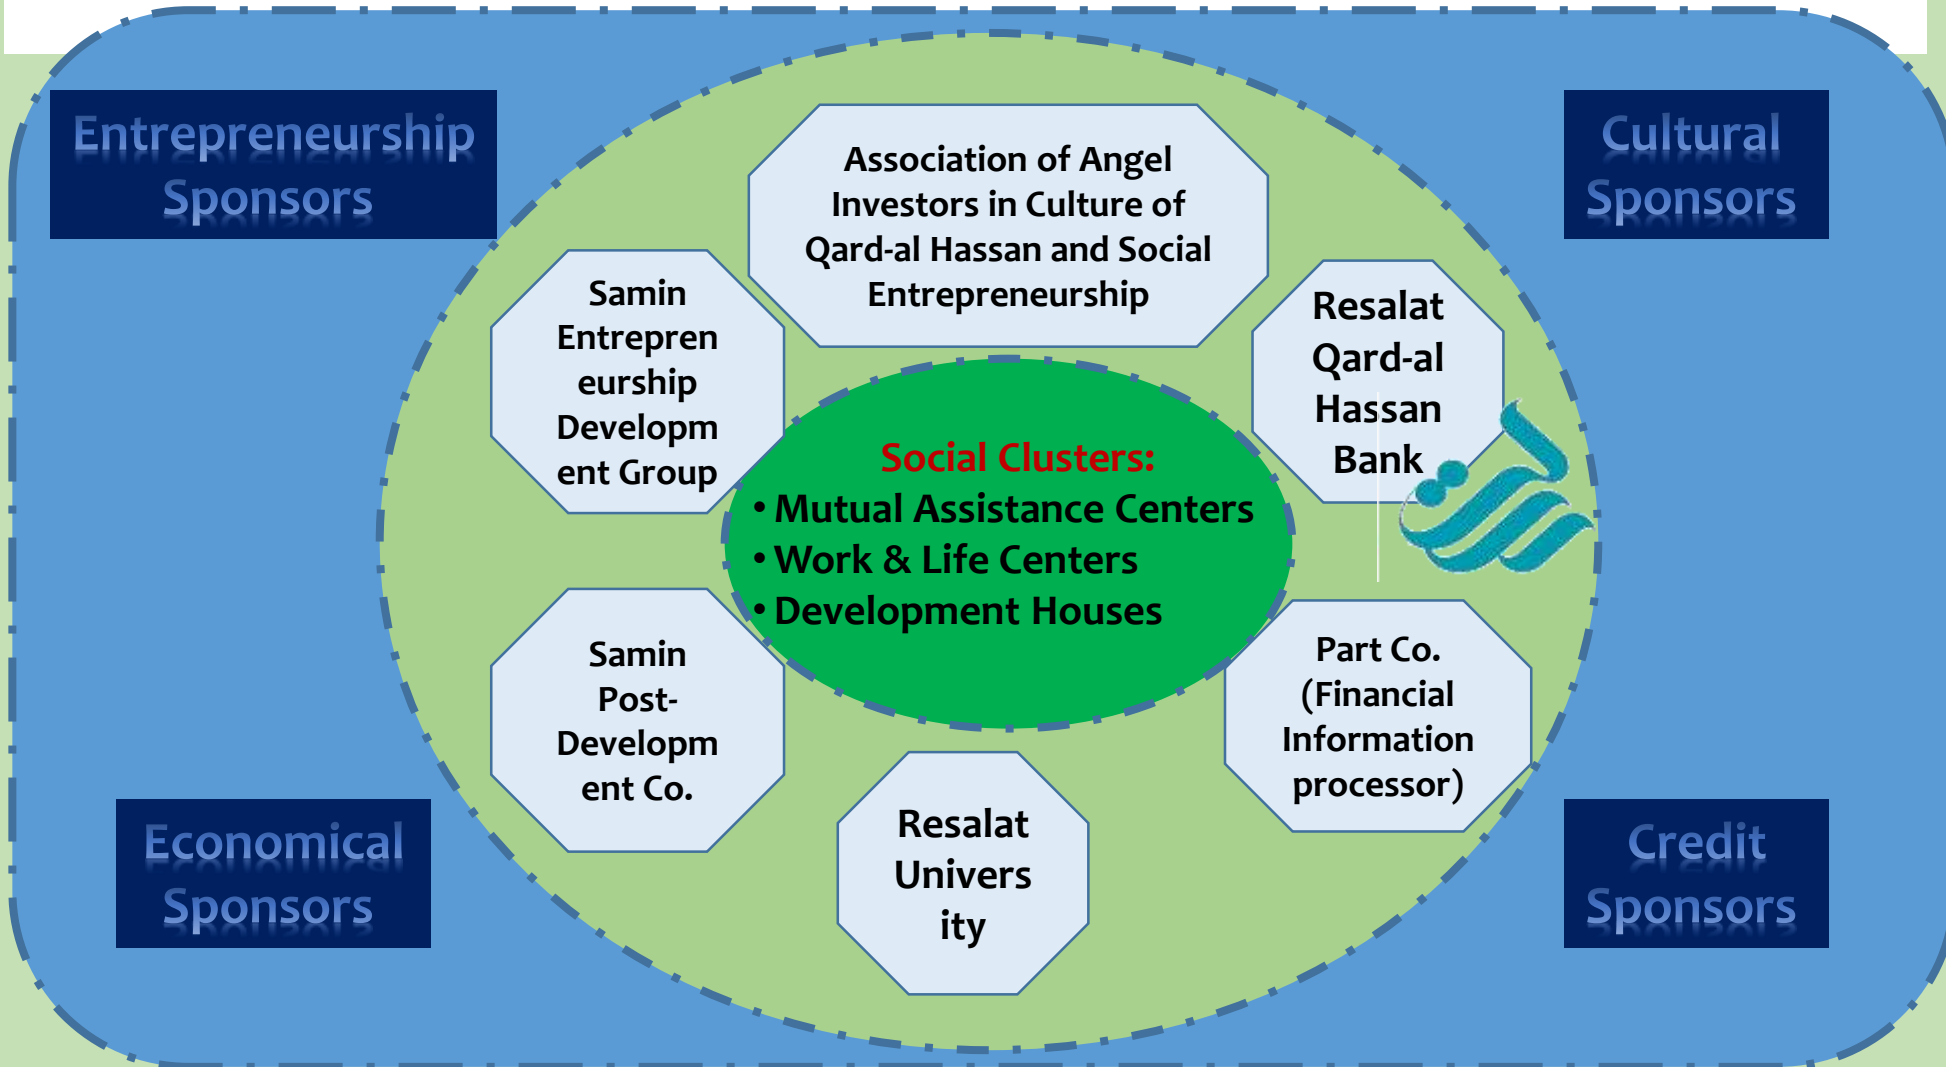 Entrepreneurship
Sponsors
Cultural
Sponsors
Association of Angel
Investors in Culture of
Qard-al Hassan and Social
Entrepreneurship
Samin
Entrepren
eurship
Developm
ent Group
Resalat
Qard-al
Hassan
Bank
Social Clusters:
• Mutual Assistance Centers
• Work & Life Centers
• Development Houses
Samin
Post-
Developm
ent Co.
Part Co.
(Financial
Information
processor)
Resalat
Univers
ity
Economical
Sponsors
Credit
Sponsors